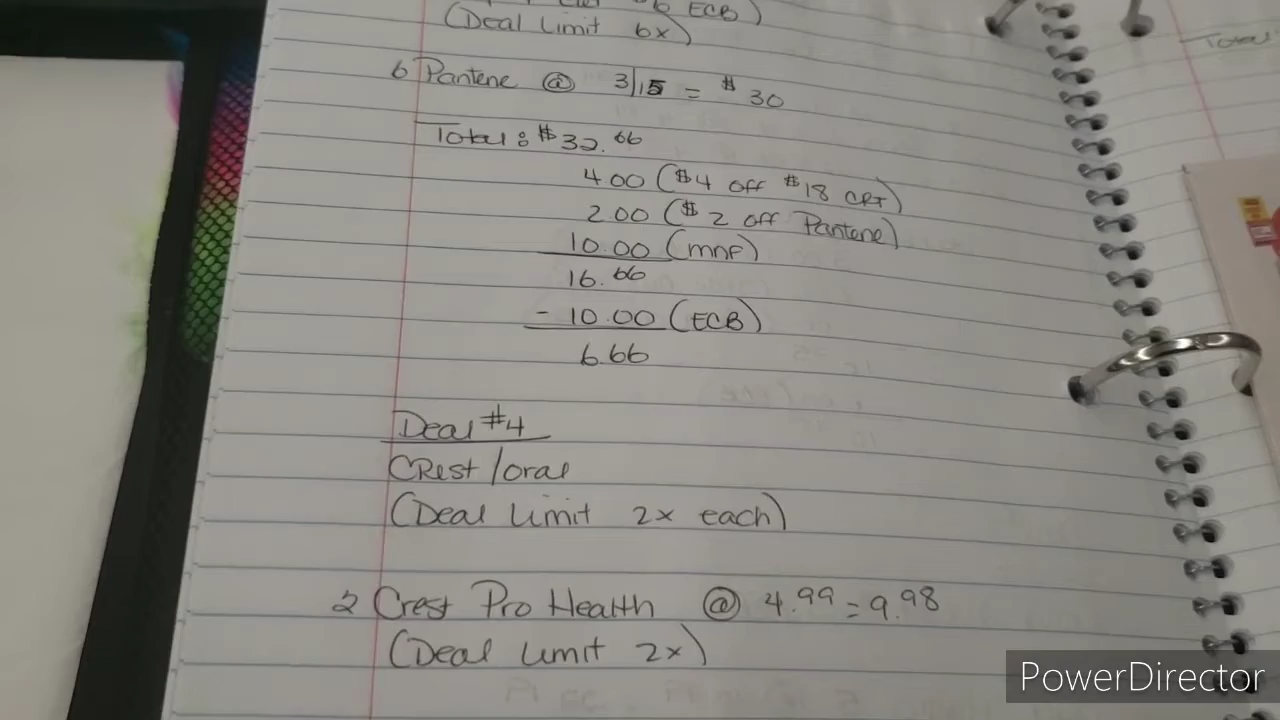 ECB)
(Deal Limit 6x)
Total
6 Pantene @ 3/15 = $30
Total: $32.66
4.00 ($4 off $18 CRT)
2.00 ($2 off Pantene)
10.00 (mnf)
16.66
- 10.00 (ECB)
6.66
Deal #4
CRest/oral
(Deal Limit 2x each)
2 Crest Pro Health @ 4.99 = 9.98
(Deal Limit 2x)
PowerDirector